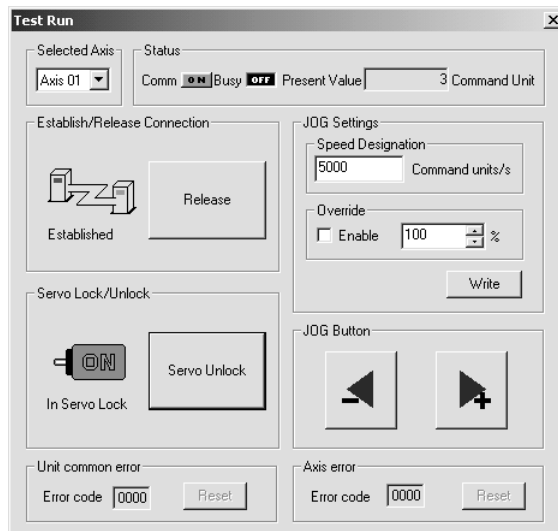 Test Run
Selected Axis
Axis 01
Status
Comm ON Busy OFF Present Value 3 Command Unit
Establish/Release Connection
Established
Release
JOG Settings
Speed Designation
5000 Command units/s
Override
Enable 100 %
Write
Servo Lock/Unlock
ON
In Servo Lock
Servo Unlock
JOG Button
- +
Unit common error
Error code 0000 Reset
Axis error
Error code 0000 Reset